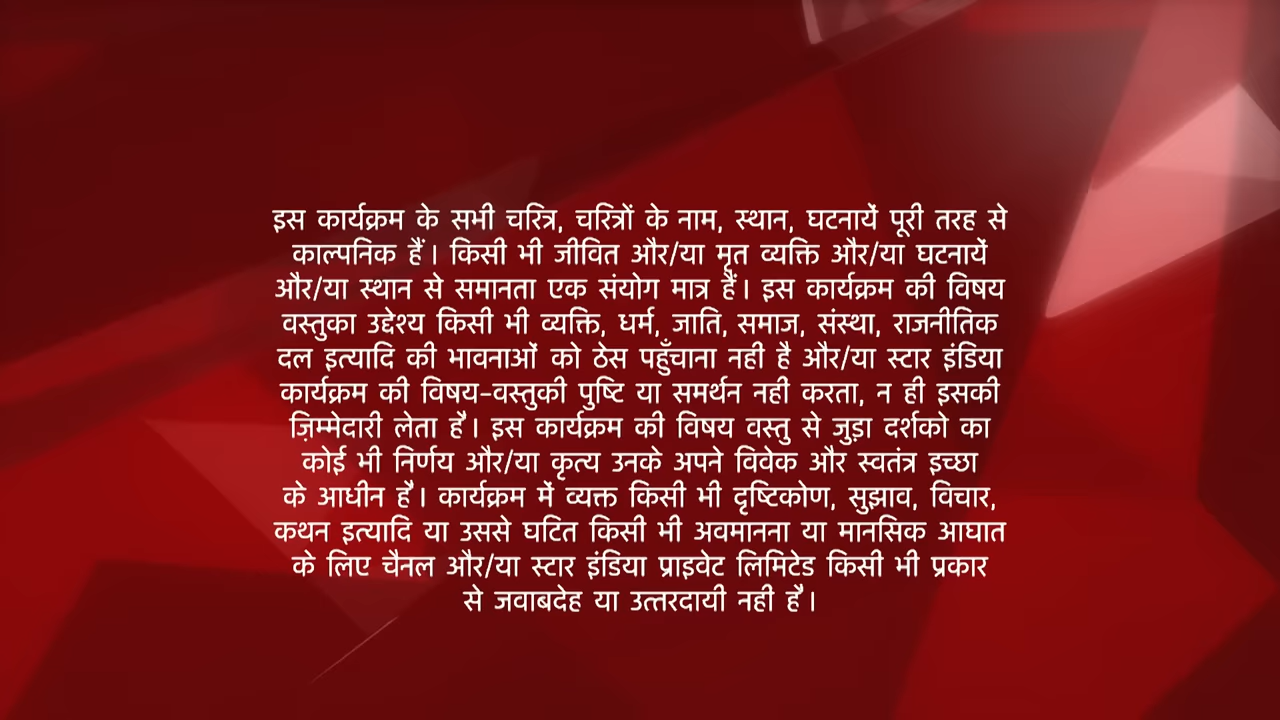 इस कार्यक्रम के सभी चरित्र, चरित्रों के नाम, स्थान, घटनायें पूरी तरह से
काल्पनिक हैं। किसी भी जीवित और/या मृत व्यक्ति और/या घटनायें
और/या स्थान से समानता एक संयोग मात्र हैं। इस कार्यक्रम की विषय
वस्तुका उद्देश्य किसी भी व्यक्ति, धर्म, जाति, समाज, संस्था, राजनीतिक
दल इत्यादि की भावनाओं को ठेस पहुँचाना नही है और/या स्टार इंडिया
कार्यक्रम की विषय-वस्तुकी पुष्टि या समर्थन नही करता, न ही इसकी
ज़िम्मेदारी लेता है। इस कार्यक्रम की विषय वस्तु से जुड़ा दर्शको का
कोई भी निर्णय और/या कृत्य उनके अपने विवेक और स्वतंत्र इच्छा
के आधीन है। कार्यक्रम में व्यक्त किसी भी दृष्टिकोण, सुझाव, विचार,
कथन इत्यादि या उससे घटित किसी भी अवमानना या मानसिक आघात
के लिए चैनल और/या स्टार इंडिया प्राइवेट लिमिटेड किसी भी प्रकार
से जवाबदेह या उत्तरदायी नही है।